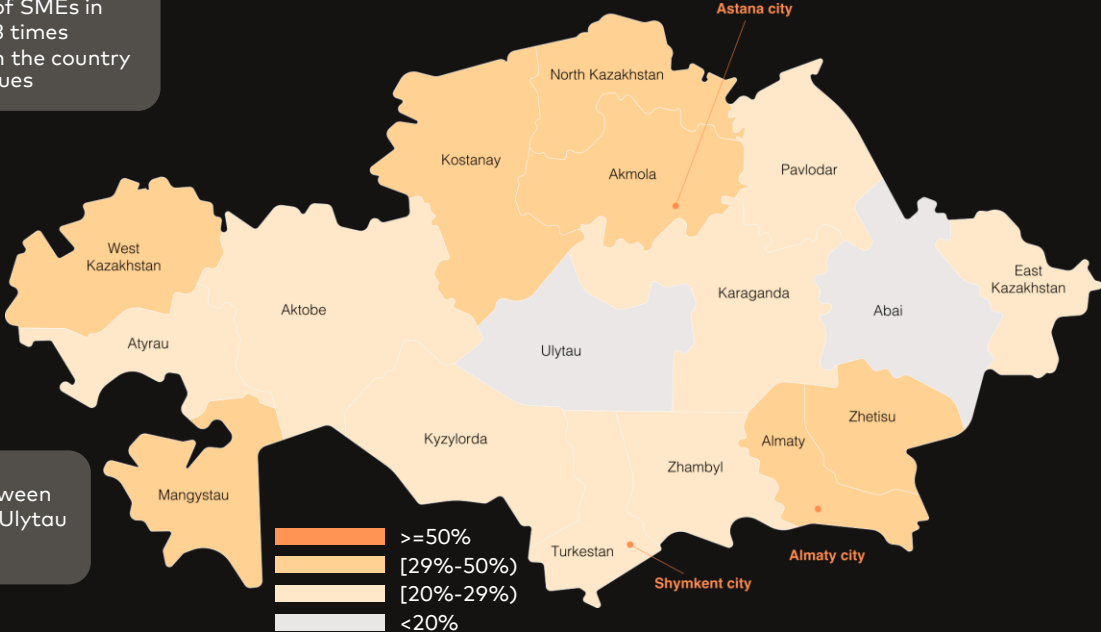 of SMEs in
3 times
n the country
ues
Astana city
North Kazakhstan
Kostanay
Akmola
Pavlodar
West
Kazakhstan
East
Kazakhstan
Aktobe
Karaganda
Abai
Atyrau
Ulytau
Zhetisu
Kyzylorda
Almaty
Zhambyl
Mangystau
ween
Ulytau
Turkestan
Almaty city
Shymkent city
>=50%
[29%-50%)
[20%-29%)
<20%